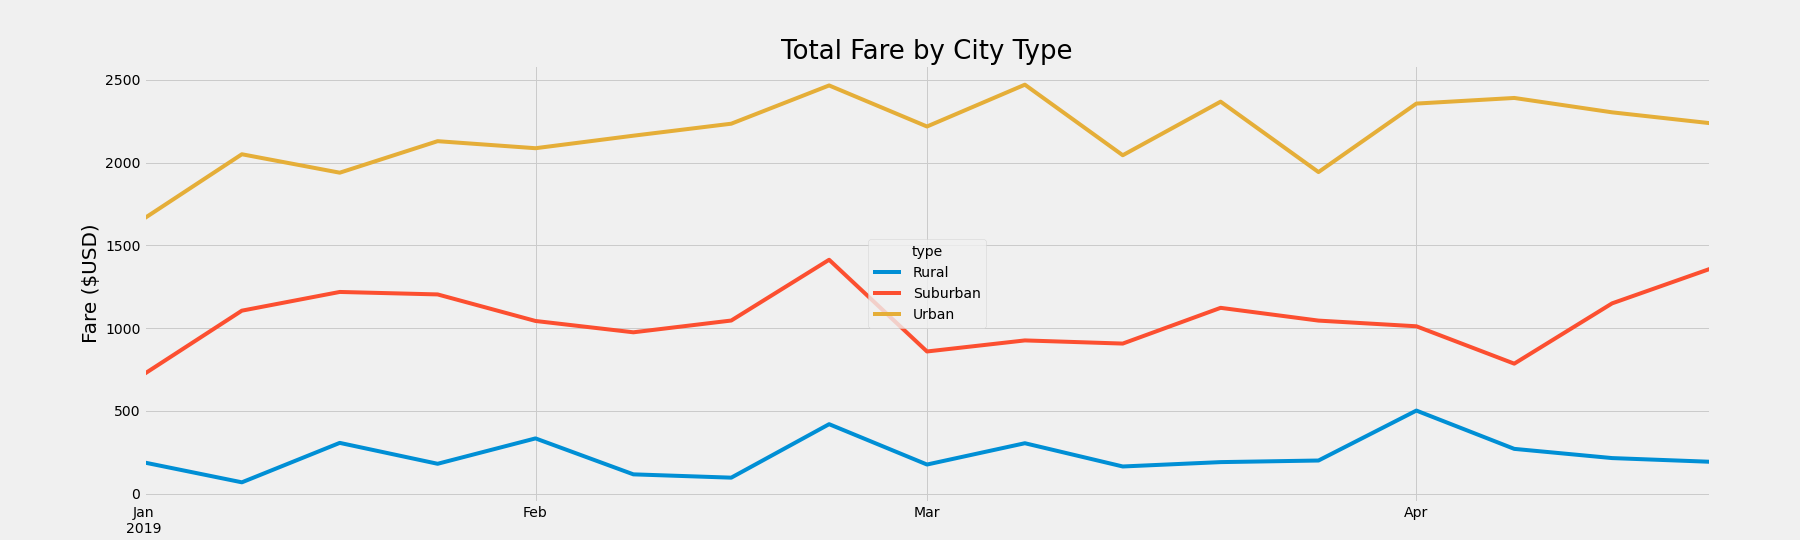 Total Fare by City Type
Fare ($USD)
2500
2000
1500
1000
500
0
type
Rural
Suburban
Urban
Jan
2019
Feb
Mar
Apr